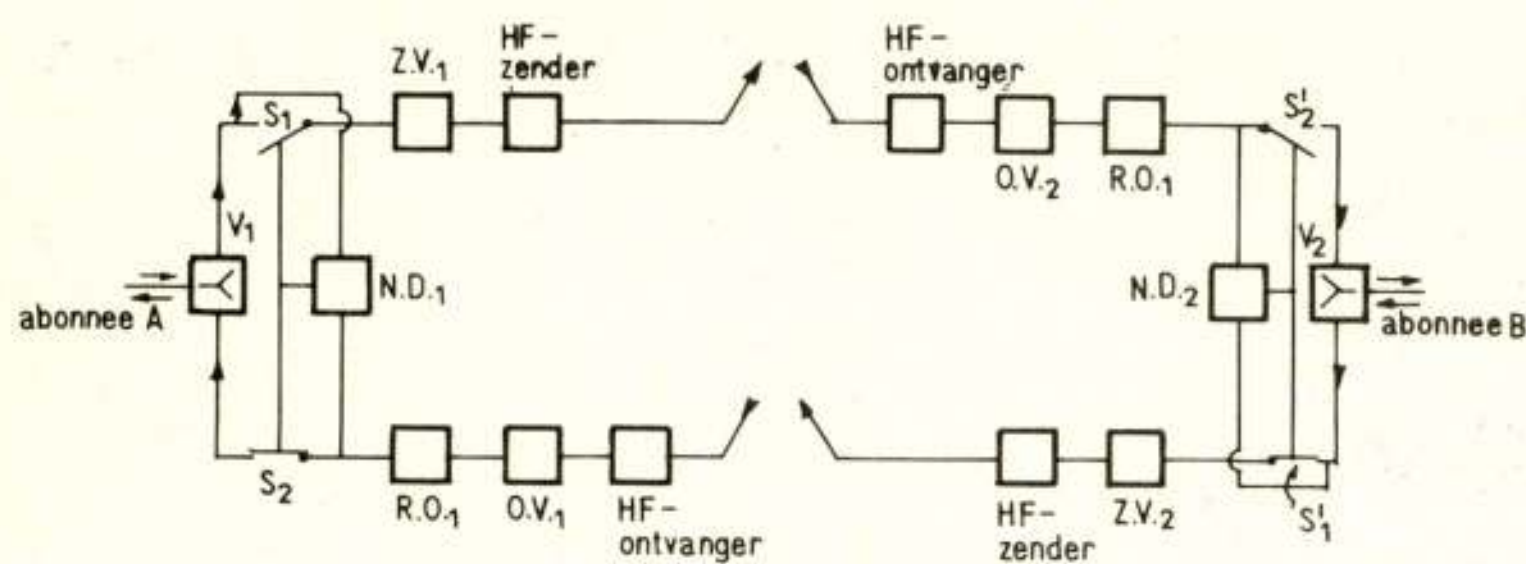 HF-
zender
Z.V.1
HF-
ontvanger
S1
S'2
O.V.2
R.O.1
V1
V2
N.D.1
N.D.2
abonnee A
abonnee B
S2
R.O.1
O.V.1
HF-
ontvanger
HF-
zender
Z.V.2
S'1